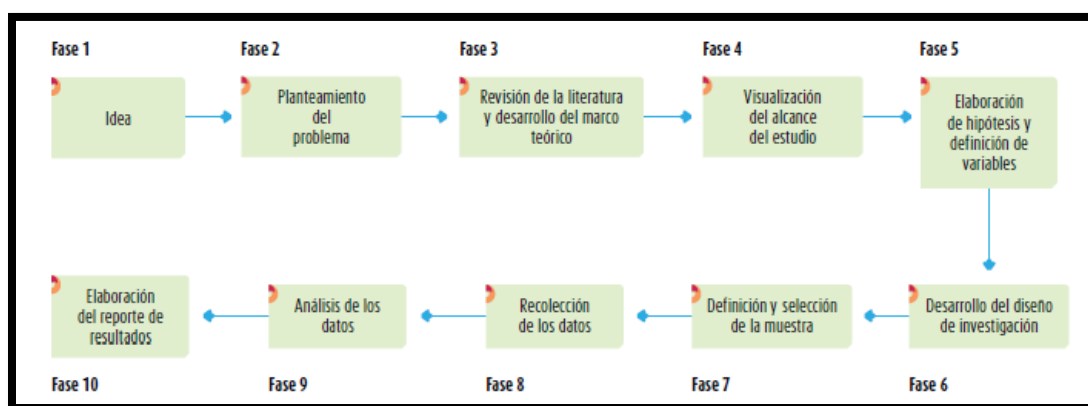 Fase 1
Idea
Fase 2
Planteamiento
del
problema
Fase 3
Revisión de la literatura
y desarrollo del marco
teórico
Fase 4
Visualización
del alcance
del estudio
Fase 5
Elaboración
de hipótesis y
definición de
variables
Desarrollo del diseño
de investigación
Fase 6
Definición y selección
de la muestra
Fase 7
Recolección
de los datos
Fase 8
Análisis de los
datos
Fase 9
Elaboración
del reporte de
resultados
Fase 10